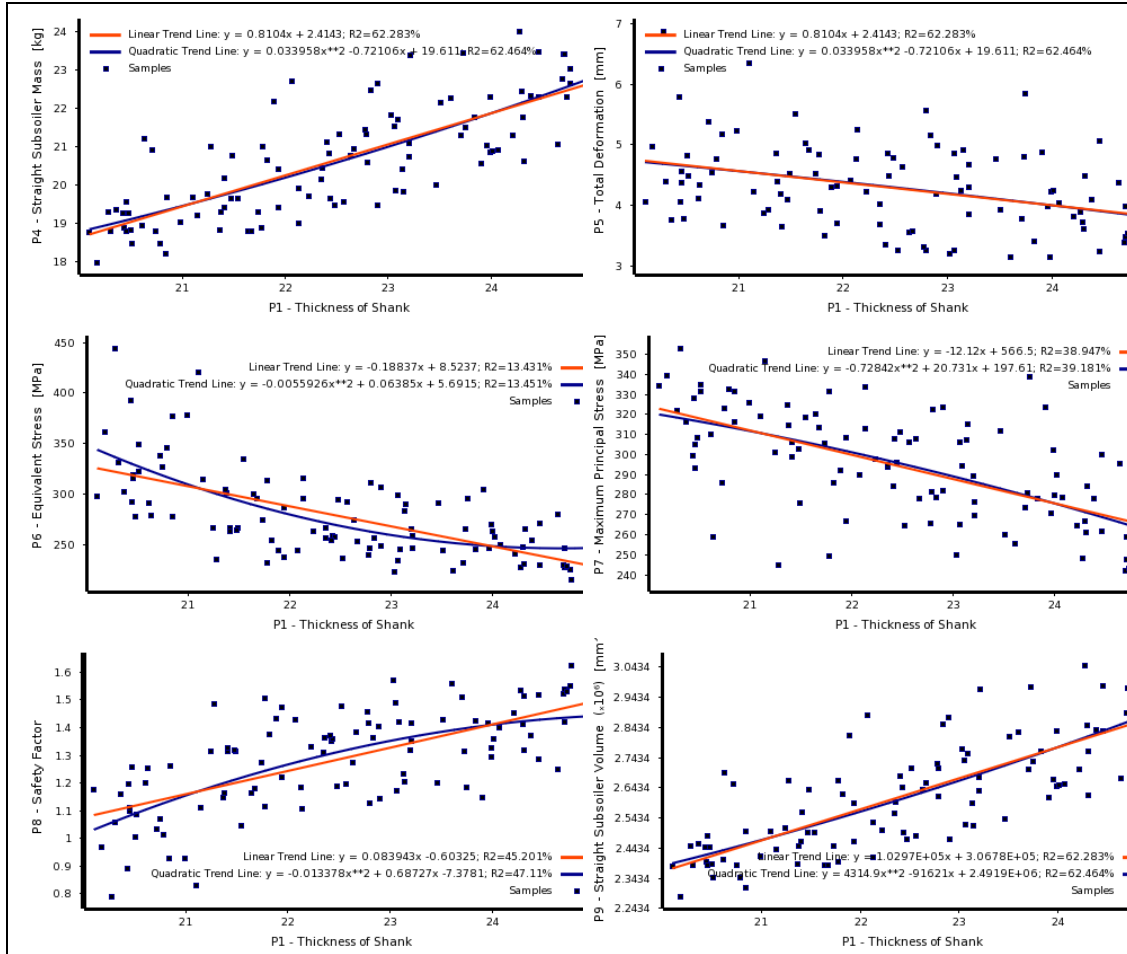 P4 - Straight Subsoiler Mass [kg]
24
23
22
21
20
19
18
Linear Trend Line: y = 0.8104x + 2.4143; R2=62.283%
Quadratic Trend Line: y = 0.033958x**2 -0.72106x + 19.611; R2=62.464%
Samples
21 22 23 24
P1 - Thickness of Shank
P5 - Total Deformation [mm]
7
6
5
4
3
Linear Trend Line: y = 0.8104x + 2.4143; R2=62.283%
Quadratic Trend Line: y = 0.033958x**2 -0.72106x + 19.611; R2=62.464%
Samples
21 22 23 24
P1 - Thickness of Shank
P6 - Equivalent Stress [MPa]
450
400
350
300
250
Linear Trend Line: y = -0.18837x + 8.5237; R2=13.431%
Quadratic Trend Line: y = -0.0055926x**2 + 0.06385x + 5.6915; R2=13.451%
Samples
21 22 23 24
P1 - Thickness of Shank
P7 - Maximum Principal Stress [MPa]
350
340
330
320
310
300
290
280
270
260
250
240
Linear Trend Line: y = -12.12x + 566.5; R2=38.947%
Quadratic Trend Line: y = -0.72842x**2 + 20.731x + 197.61; R2=39.181%
Samples
21 22 23 24
P1 - Thickness of Shank
P8 - Safety Factor
1.6
1.5
1.4
1.3
1.2
1.1
1
0.9
0.8
Linear Trend Line: y = 0.083943x -0.60325; R2=45.201%
Quadratic Trend Line: y = -0.013378x**2 + 0.68727x -7.3781; R2=47.11%
Samples
21 22 23 24
P1 - Thickness of Shank
P9 - Straight Subsoiler Volume (x10⁶) [mm³
3.0434
2.9434
2.8434
2.7434
2.6434
2.5434
2.4434
2.3434
2.2434
Linear Trend Line: y = 1.0297E+05x + 3.0678E+05; R2=62.283%
Quadratic Trend Line: y = 4314.9x**2 -91621x + 2.4919E+06; R2=62.464%
Samples
21 22 23 24
P1 - Thickness of Shank